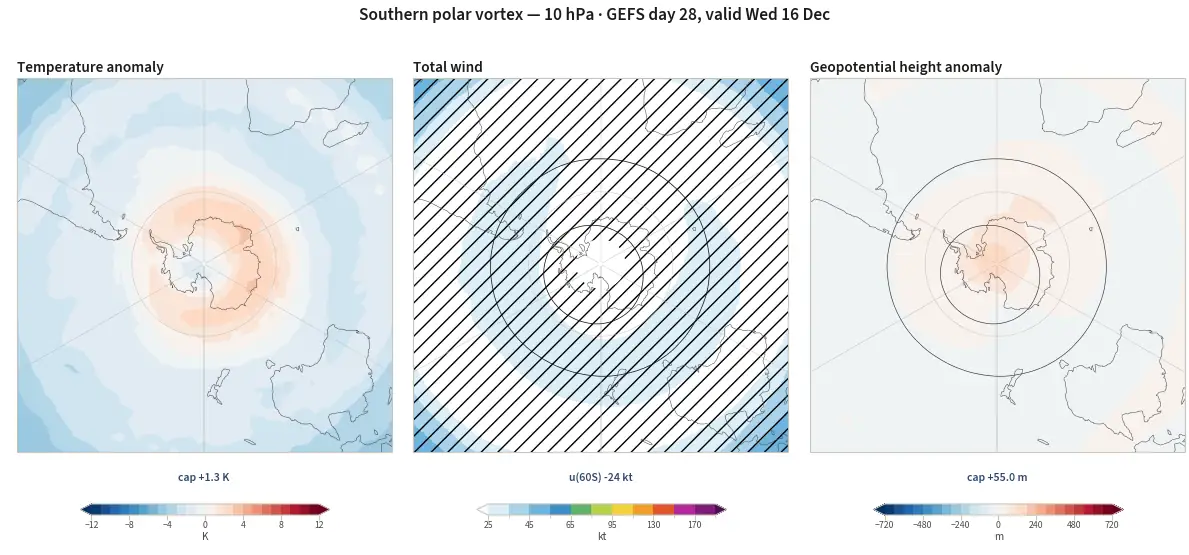 Southern polar vortex — 10 hPa · GEFS day 28, valid Wed 16 Dec
Temperature anomaly
Total wind
Geopotential height anomaly
cap +1.3 K
u(60S) -24 kt
cap +55.0 m
−12 −8 −4 0 4 8 12
K
25 45 65 95 130 170
kt
−720 −480 −240 0 240 480 720
m